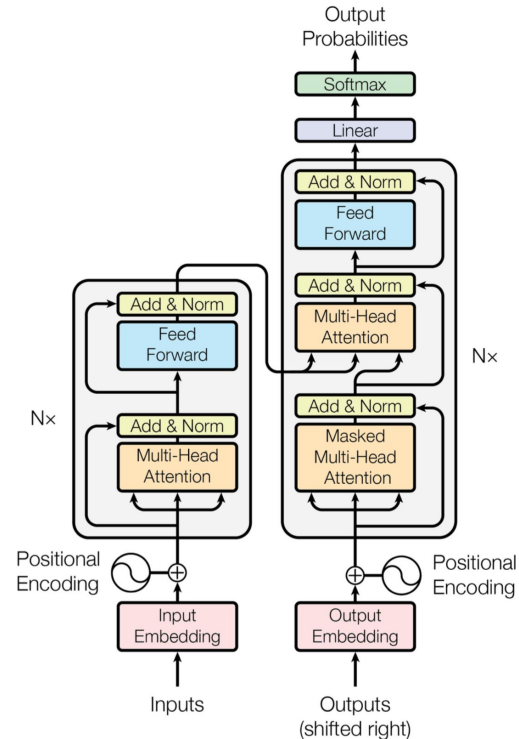 Output
Probabilities
Softmax
Linear
Add & Norm
Feed
Forward
Add & Norm
Multi-Head
Attention
Add & Norm
Masked
Multi-Head
Attention
N×
Positional
Encoding
Output
Embedding
Outputs
(shifted right)
Add & Norm
Feed
Forward
Add & Norm
Multi-Head
Attention
N×
Positional
Encoding
Input
Embedding
Inputs